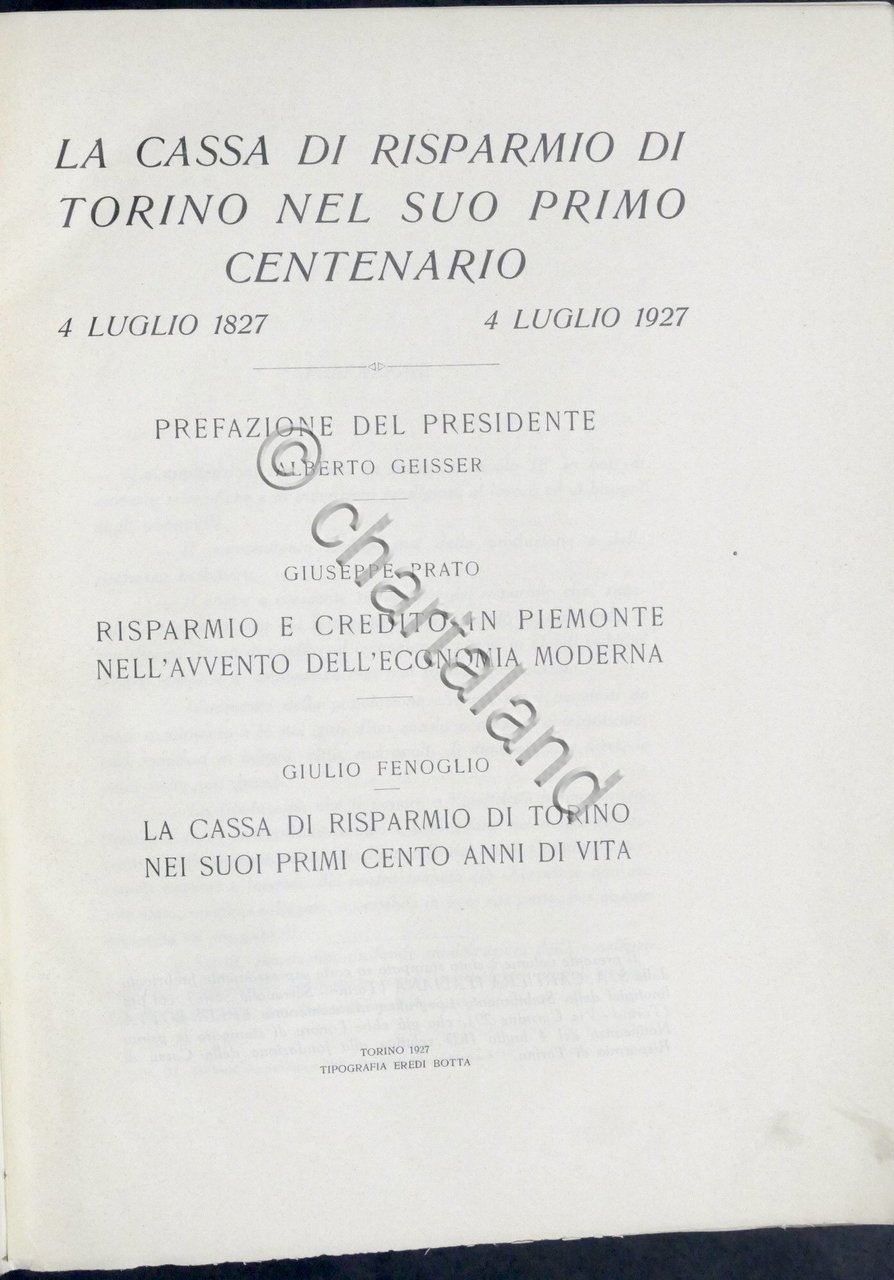 LA CASSA DI RISPARMIO DI
TORINO NEL SUO PRIMO
CENTENARIO
4 LUGLIO 1827 4 LUGLIO 1927
PREFAZIONE DEL PRESIDENTE
ALBERTO GEISSER
GIUSEPPE PRATO
RISPARMIO E CREDITO IN PIEMONTE
NELL'AVVENTO DELL'ECONOMIA MODERNA
GIULIO FENOGLIO
LA CASSA DI RISPARMIO DI TORINO
NEI SUOI PRIMI CENTO ANNI DI VITA
TORINO 1927
TIPOGRAFIA EREDI BOTTA
© chartaland